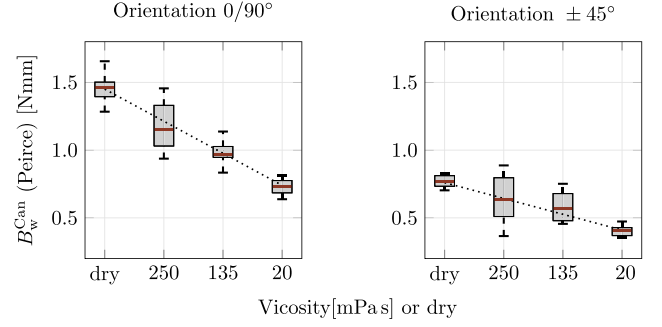 Orientation 0/90°
Orientation ± 45°
B_w^Can (Peirce) [Nmm]
1.5
1.0
0.5
1.5
1.0
0.5
dry 250 135 20
dry 250 135 20
Vicosity[mPa s] or dry